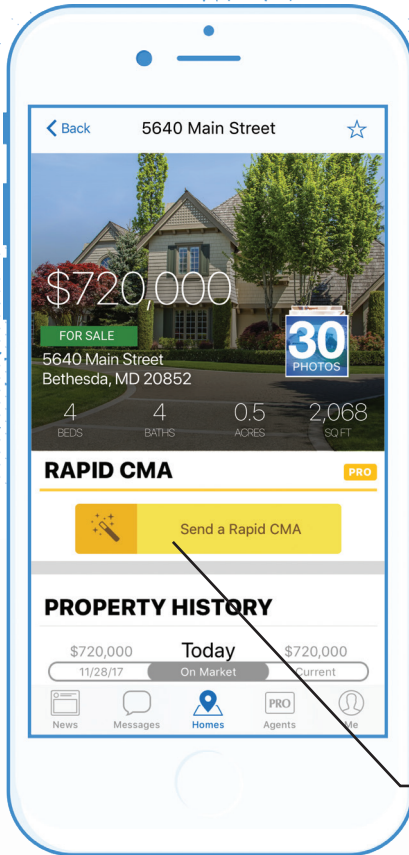 Back 5640 Main Street
$720,000
FOR SALE
5640 Main Street
Bethesda, MD 20852
30
PHOTOS
4 4 0.5 2,068
BEDS BATHS ACRES SQ FT
RAPID CMA PRO
Send a Rapid CMA
PROPERTY HISTORY
$720,000 Today $720,000
11/28/17 On Market Current
PRO
News Messages Homes Agents Me